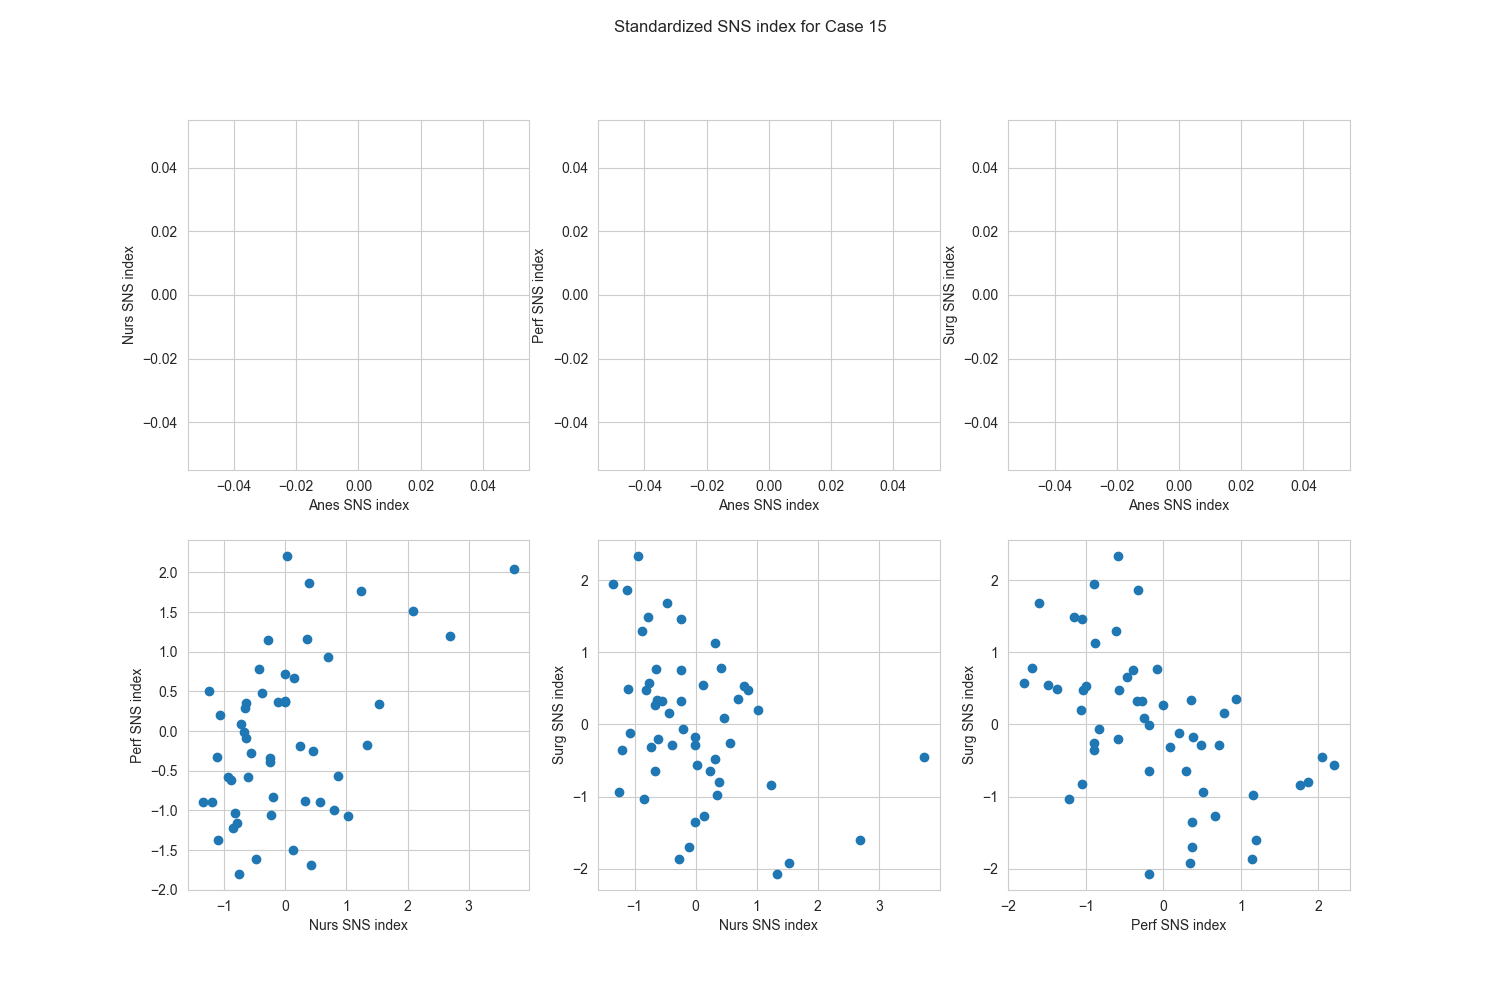 Standardized SNS index for Case 15
0.04
0.02
0.00
−0.02
−0.04
Nurs SNS index
−0.04 −0.02 0.00 0.02 0.04
Anes SNS index
0.04
0.02
0.00
−0.02
−0.04
Perf SNS index
−0.04 −0.02 0.00 0.02 0.04
Anes SNS index
0.04
0.02
0.00
−0.02
−0.04
Surg SNS index
−0.04 −0.02 0.00 0.02 0.04
Anes SNS index
2.0
1.5
1.0
0.5
0.0
−0.5
−1.0
−1.5
−2.0
Perf SNS index
−1 0 1 2 3
Nurs SNS index
2
1
0
−1
−2
Surg SNS index
−1 0 1 2 3
Nurs SNS index
2
1
0
−1
−2
Surg SNS index
−2 −1 0 1 2
Perf SNS index